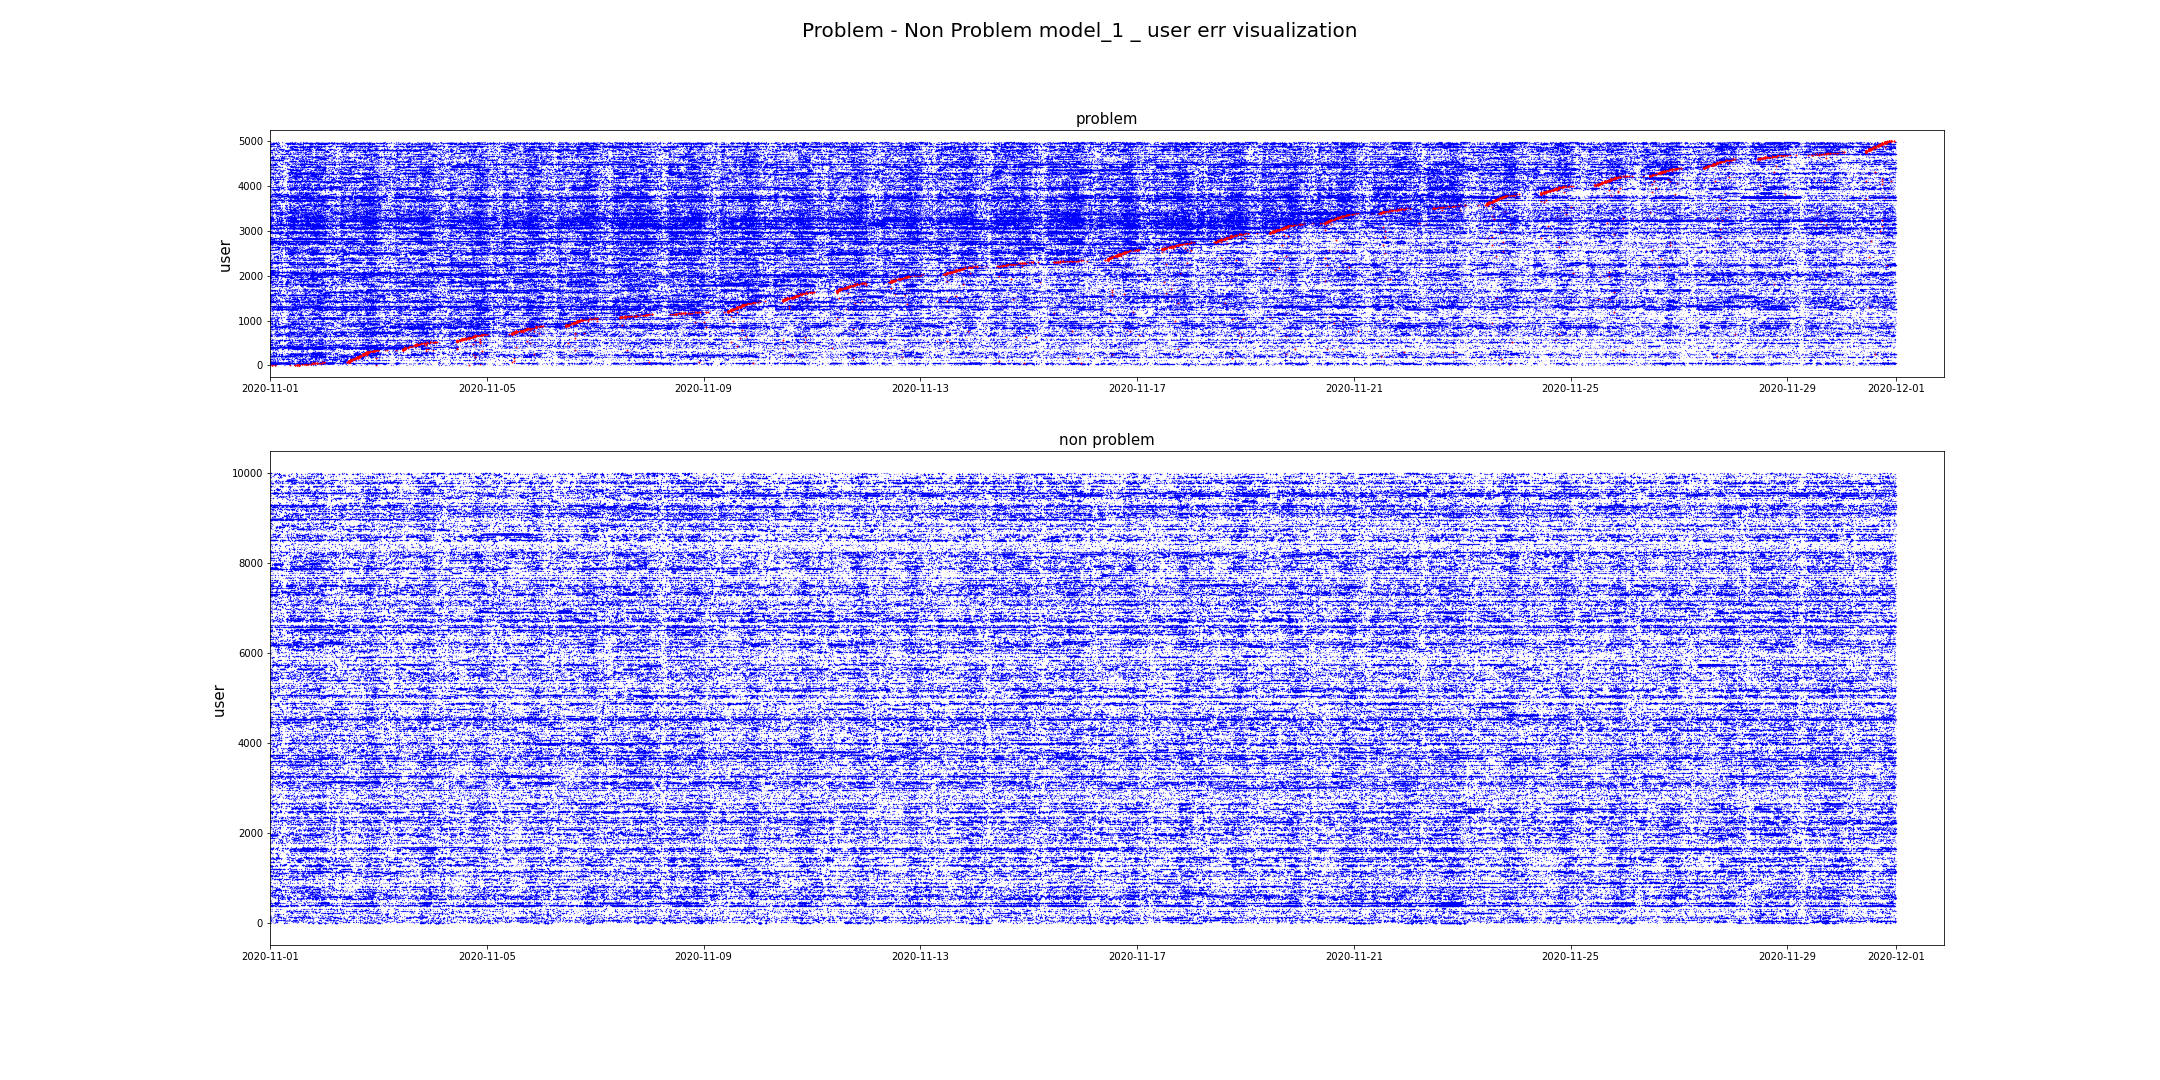 Problem - Non Problem model_1 _ user err visualization
problem
user
5000
4000
3000
2000
1000
0
2020-11-01 2020-11-05 2020-11-09 2020-11-13 2020-11-17 2020-11-21 2020-11-25 2020-11-29 2020-12-01
non problem
user
10000
8000
6000
4000
2000
0
2020-11-01 2020-11-05 2020-11-09 2020-11-13 2020-11-17 2020-11-21 2020-11-25 2020-11-29 2020-12-01